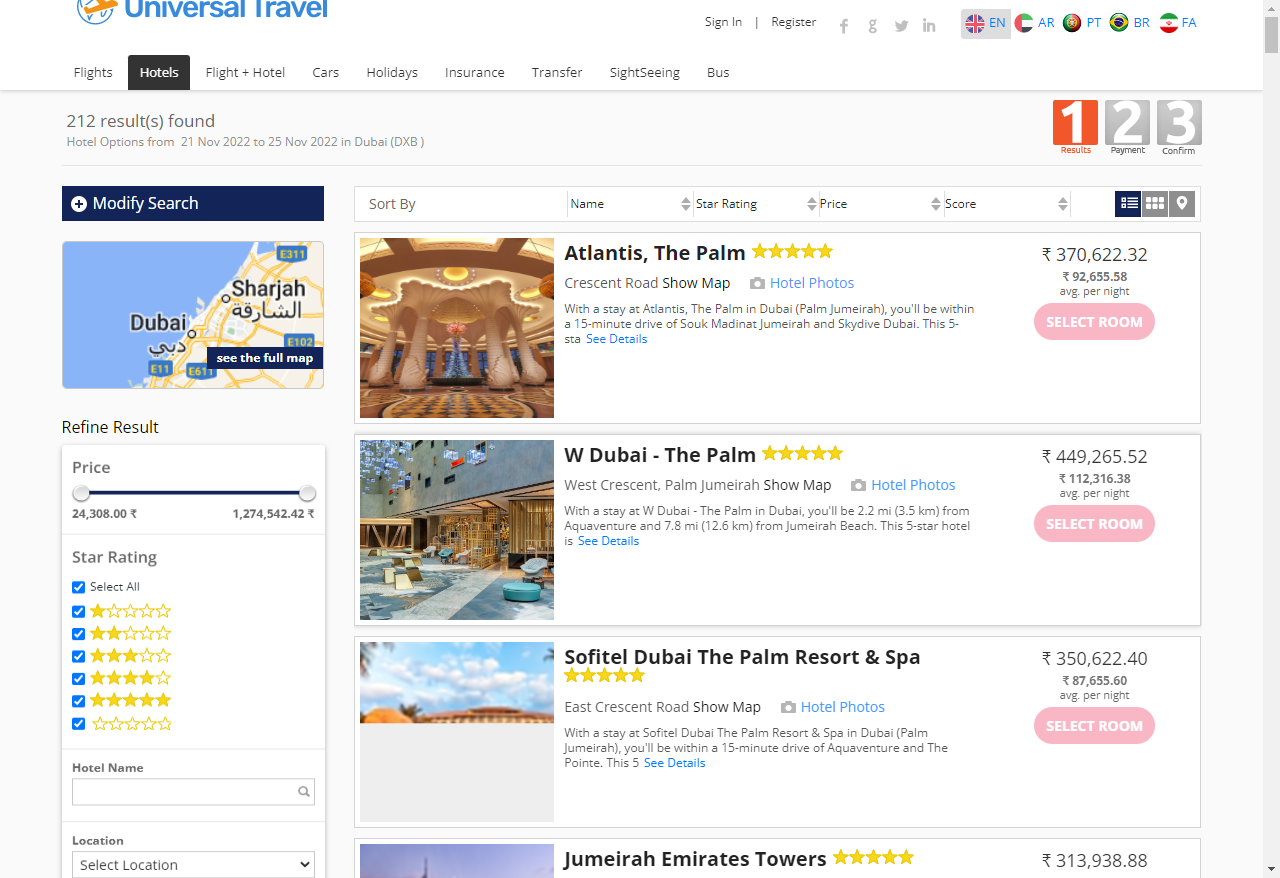 Universal Travel
Sign In | Register
EN AR PT BR FA
Flights Hotels Flight + Hotel Cars Holidays Insurance Transfer SightSeeing Bus
212 result(s) found
Hotel Options from 21 Nov 2022 to 25 Nov 2022 in Dubai (DXB )
1 2 3
Results Payment Confirm
Modify Search
E311
Sharjah
الشارقة
Dubai
دبي
E102
E11 E611
see the full map
Refine Result
Price
24,308.00 ₹ 1,274,542.42 ₹
Star Rating
Select All
Hotel Name
Location
Select Location
Sort By Name Star Rating Price Score
Atlantis, The Palm
Crescent Road Show Map Hotel Photos
With a stay at Atlantis, The Palm in Dubai (Palm Jumeirah), you'll be within
a 15-minute drive of Souk Madinat Jumeirah and Skydive Dubai. This 5-
sta See Details
₹ 370,622.32
₹ 92,655.58
avg. per night
SELECT ROOM
W Dubai - The Palm
West Crescent, Palm Jumeirah Show Map Hotel Photos
With a stay at W Dubai - The Palm in Dubai, you'll be 2.2 mi (3.5 km) from
Aquaventure and 7.8 mi (12.6 km) from Jumeirah Beach. This 5-star hotel
is See Details
₹ 449,265.52
₹ 112,316.38
avg. per night
SELECT ROOM
Sofitel Dubai The Palm Resort & Spa
East Crescent Road Show Map Hotel Photos
With a stay at Sofitel Dubai The Palm Resort & Spa in Dubai (Palm
Jumeirah), you'll be within a 15-minute drive of Aquaventure and The
Pointe. This 5 See Details
₹ 350,622.40
₹ 87,655.60
avg. per night
SELECT ROOM
Jumeirah Emirates Towers
₹ 313,938.88